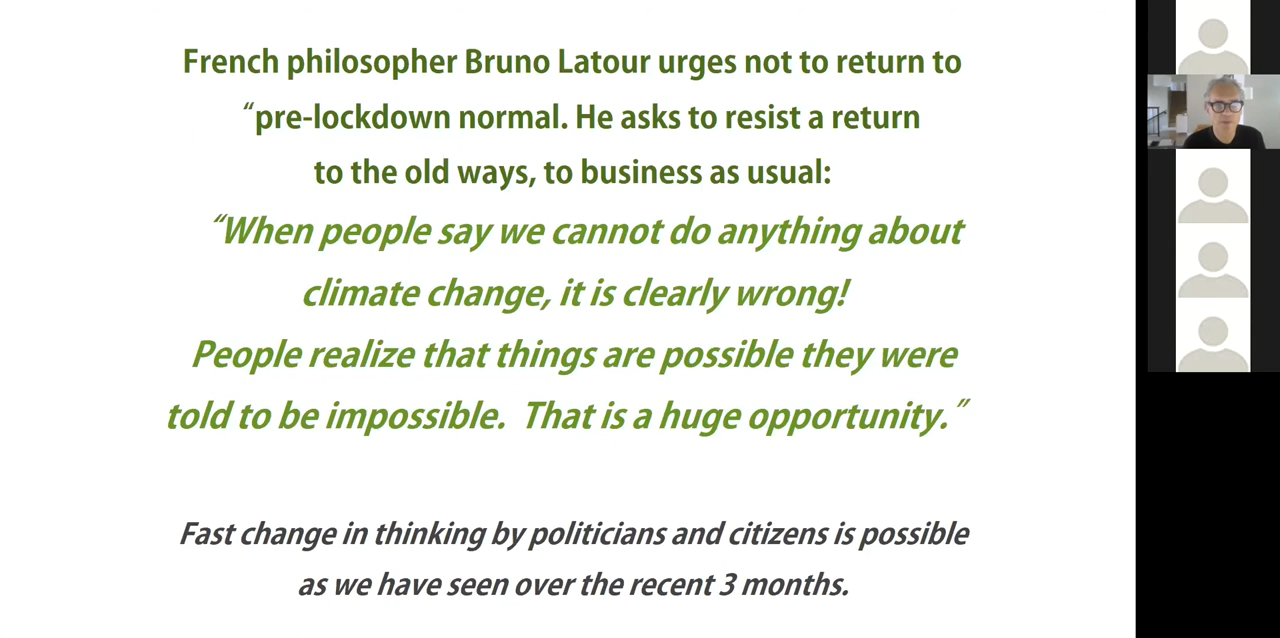 French philosopher Bruno Latour urges not to return to
“pre-lockdown normal. He asks to resist a return
to the old ways, to business as usual:
“When people say we cannot do anything about
climate change, it is clearly wrong!
People realize that things are possible they were
told to be impossible.  That is a huge opportunity.”
Fast change in thinking by politicians and citizens is possible
as we have seen over the recent 3 months.